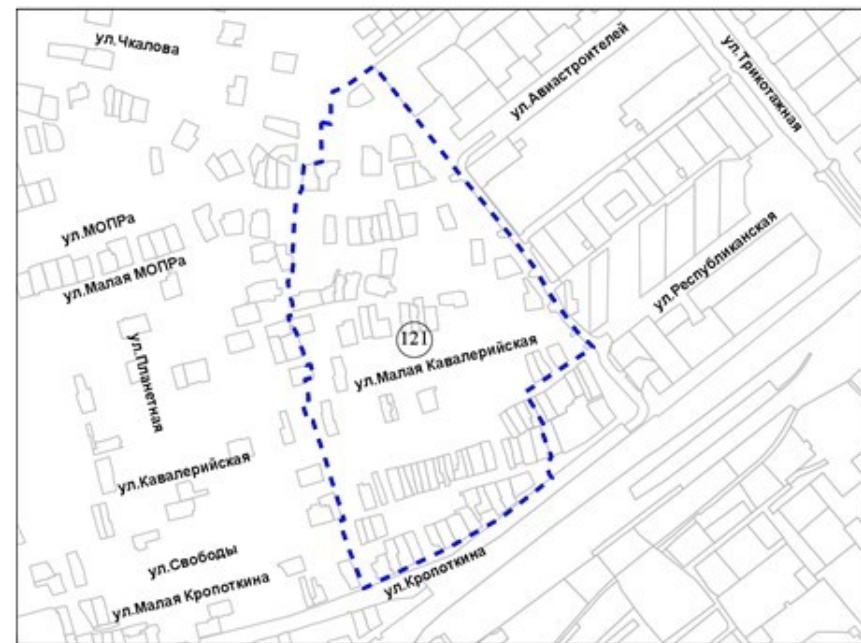 ул.Чкалова
ул.Авиастроителей
ул.Трикотажная
ул.МОПРа
ул.Малая МОПРа
ул.Республиканская
121
ул.Планетная
ул.Малая Кавалерийская
ул.Кавалерийская
ул.Свободы
ул.Малая Кропоткина
ул.Кропоткина